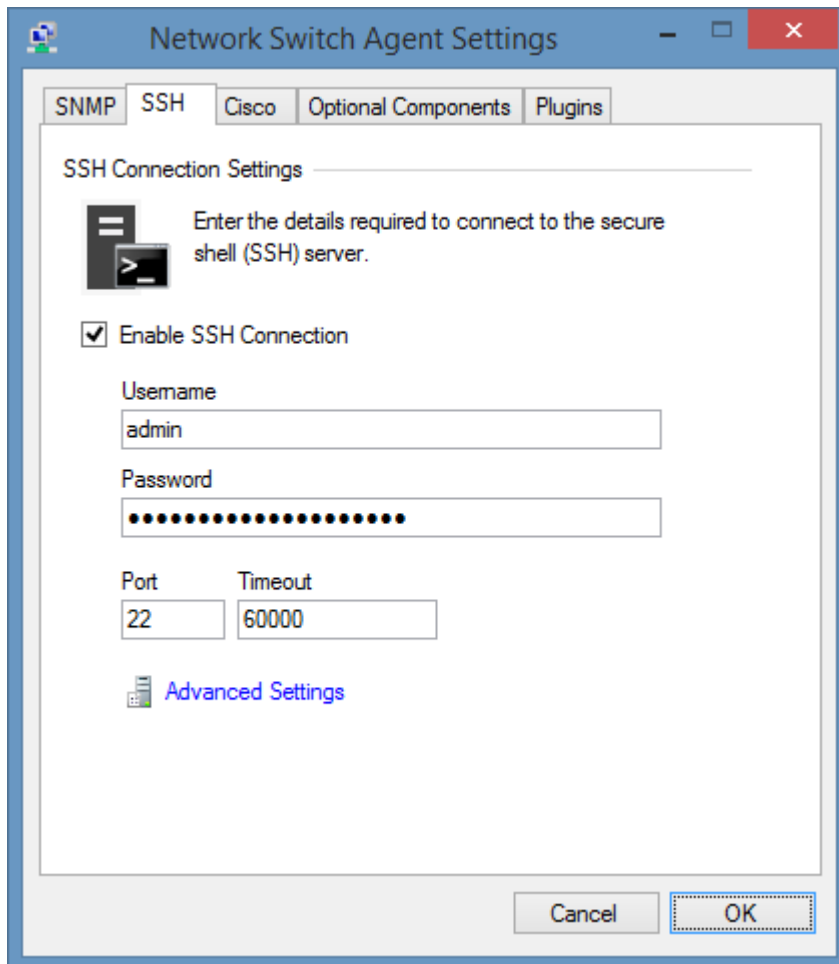 Network Switch Agent Settings
SNMP SSH Cisco Optional Components Plugins
SSH Connection Settings
Enter the details required to connect to the secure
shell (SSH) server.
>_
Enable SSH Connection
Username
admin
Password
••••••••••••••••••••
Port Timeout
22 60000
Advanced Settings
Cancel OK